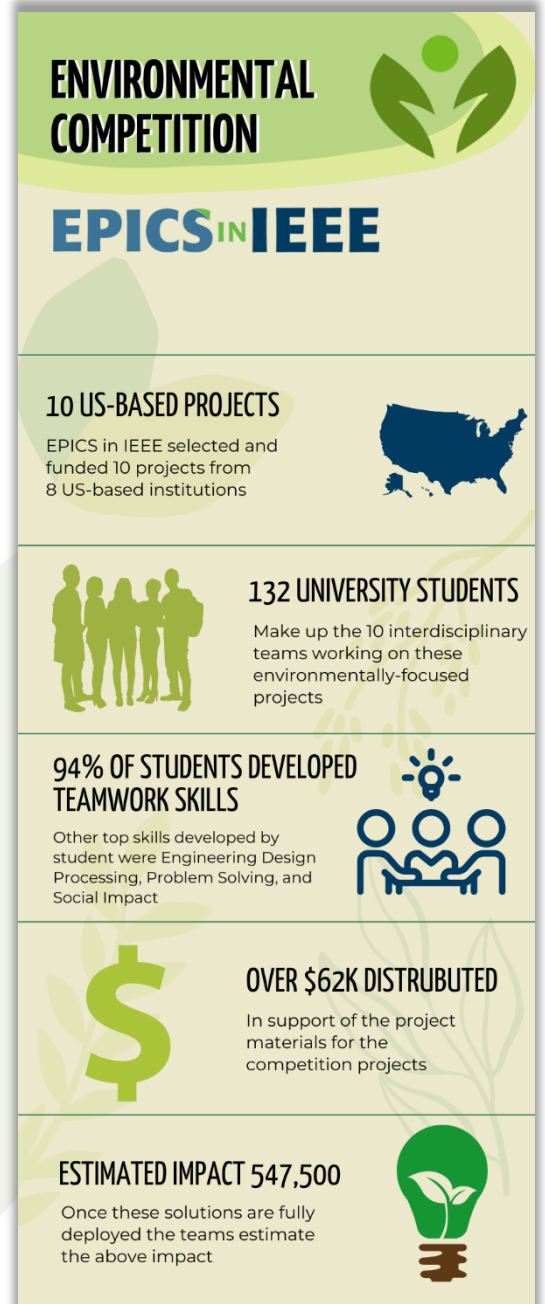 ENVIRONMENTAL
COMPETITION
EPICS IN IEEE
10 US-BASED PROJECTS
EPICS in IEEE selected and
funded 10 projects from
8 US-based institutions
132 UNIVERSITY STUDENTS
Make up the 10 interdisciplinary
teams working on these
environmentally-focused
projects
94% OF STUDENTS DEVELOPED
TEAMWORK SKILLS
Other top skills developed by
student were Engineering Design
Processing, Problem Solving, and
Social Impact
$
OVER $62K DISTRUBUTED
In support of the project
materials for the
competition projects
ESTIMATED IMPACT 547,500
Once these solutions are fully
deployed the teams estimate
the above impact